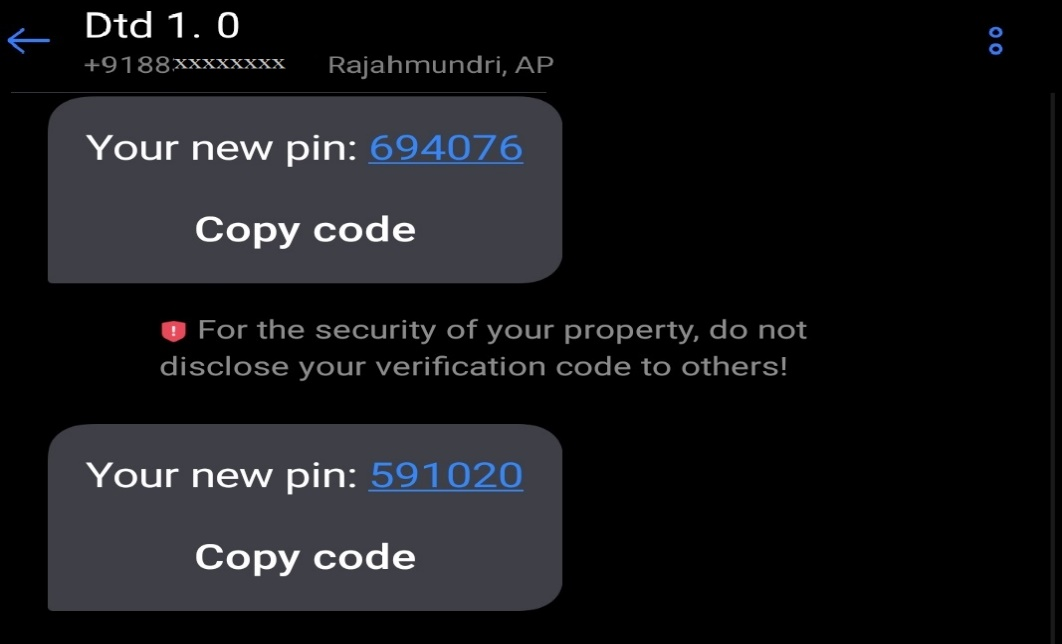 Dtd 1. 0
+9188xxxxxxxx Rajahmundri, AP
Your new pin: 694076
Copy code
For the security of your property, do not
disclose your verification code to others!
Your new pin: 591020
Copy code